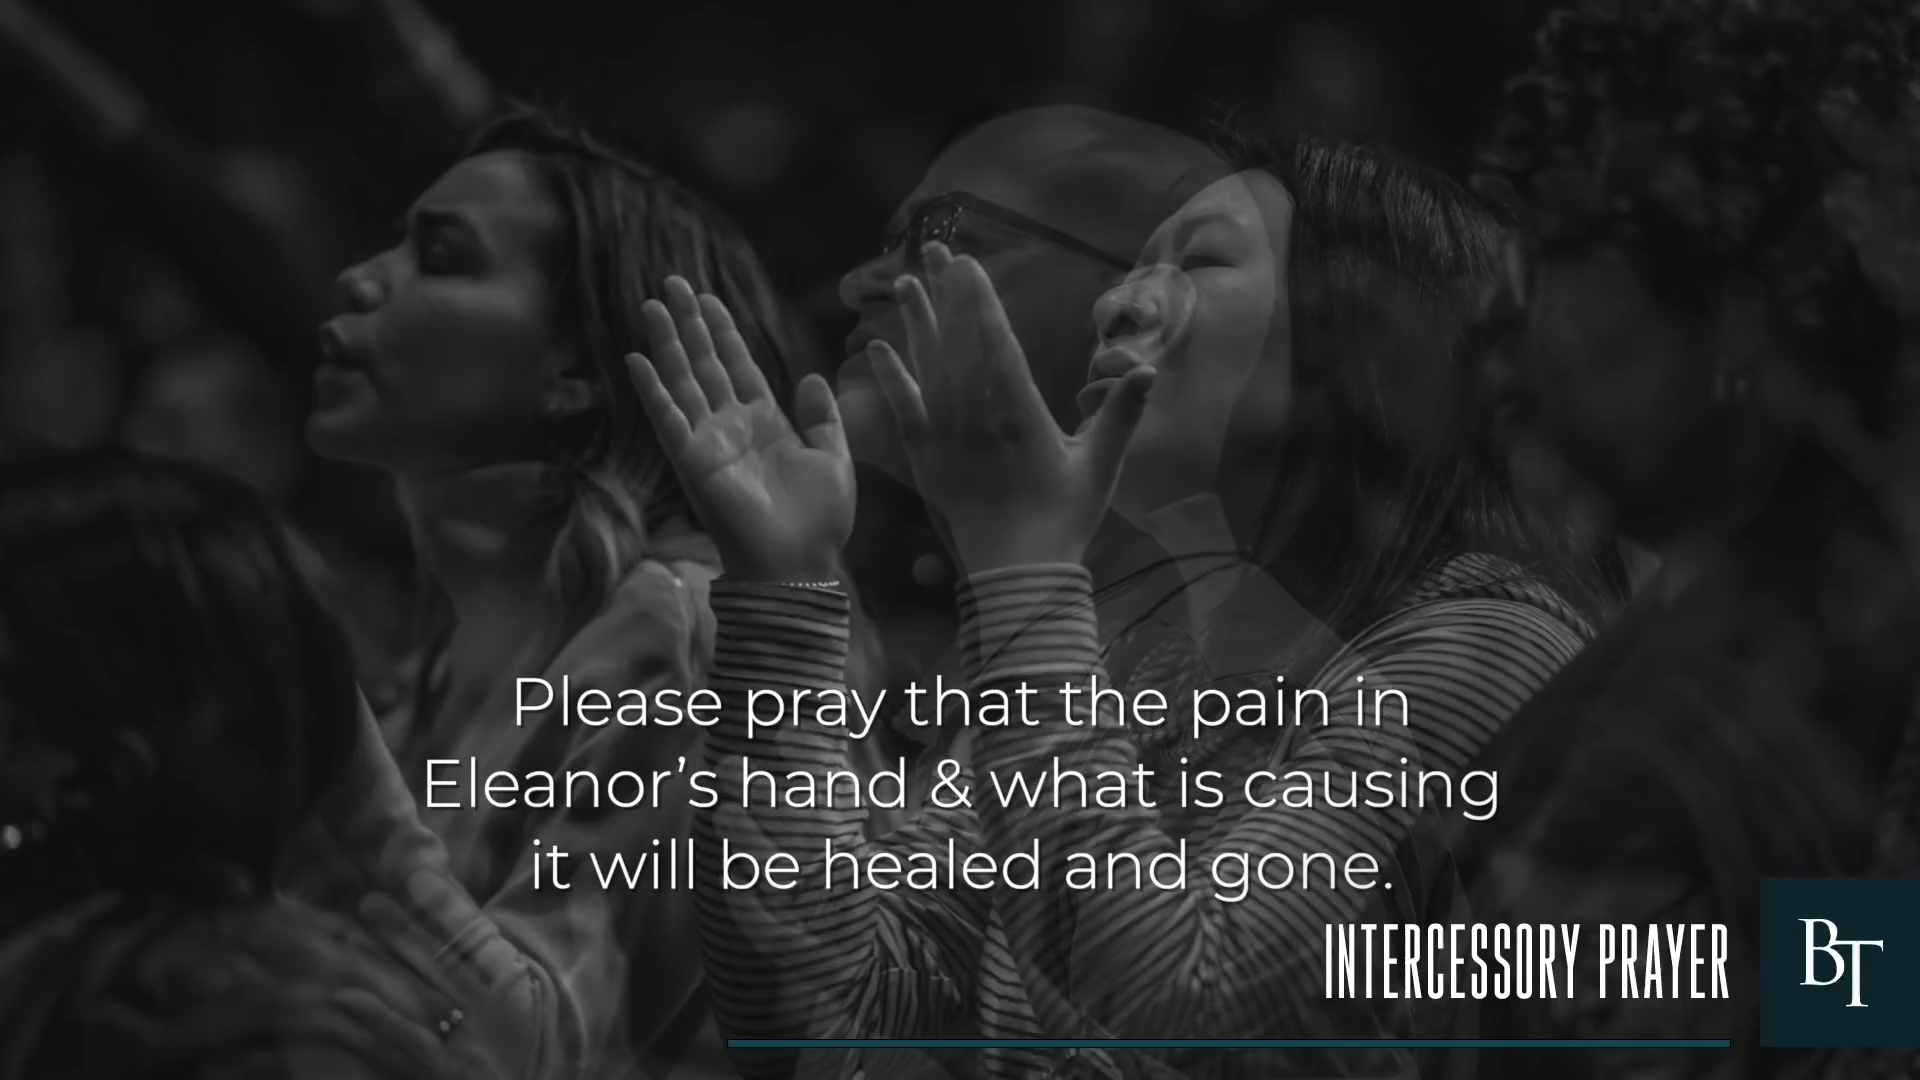 Please pray that the pain in
Eleanor’s hand & what is causing
it will be healed and gone.
INTERCESSORY PRAYER
BT